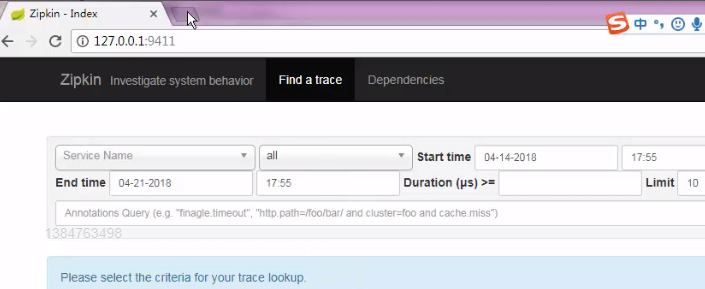 Zipkin - Index
127.0.0.1:9411
中
Zipkin Investigate system behavior Find a trace Dependencies
Service Name all Start time 04-14-2018 17:55
End time 04-21-2018 17:55 Duration (μs) >= Limit 10
Annotations Query (e.g. "finagle.timeout", "http.path=/foo/bar/ and cluster=foo and cache.miss")
1384763498
Please select the criteria for your trace lookup.